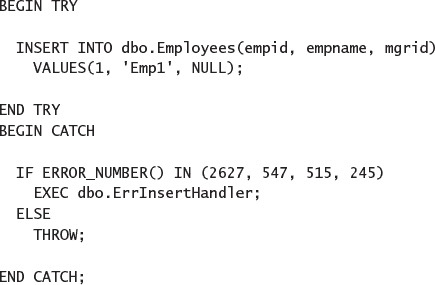 BEGIN TRY
INSERT INTO dbo.Employees(empid, empname, mgrid)
VALUES(1, 'Emp1', NULL);
END TRY
BEGIN CATCH
IF ERROR_NUMBER() IN (2627, 547, 515, 245)
EXEC dbo.ErrInsertHandler;
ELSE
THROW;
END CATCH;